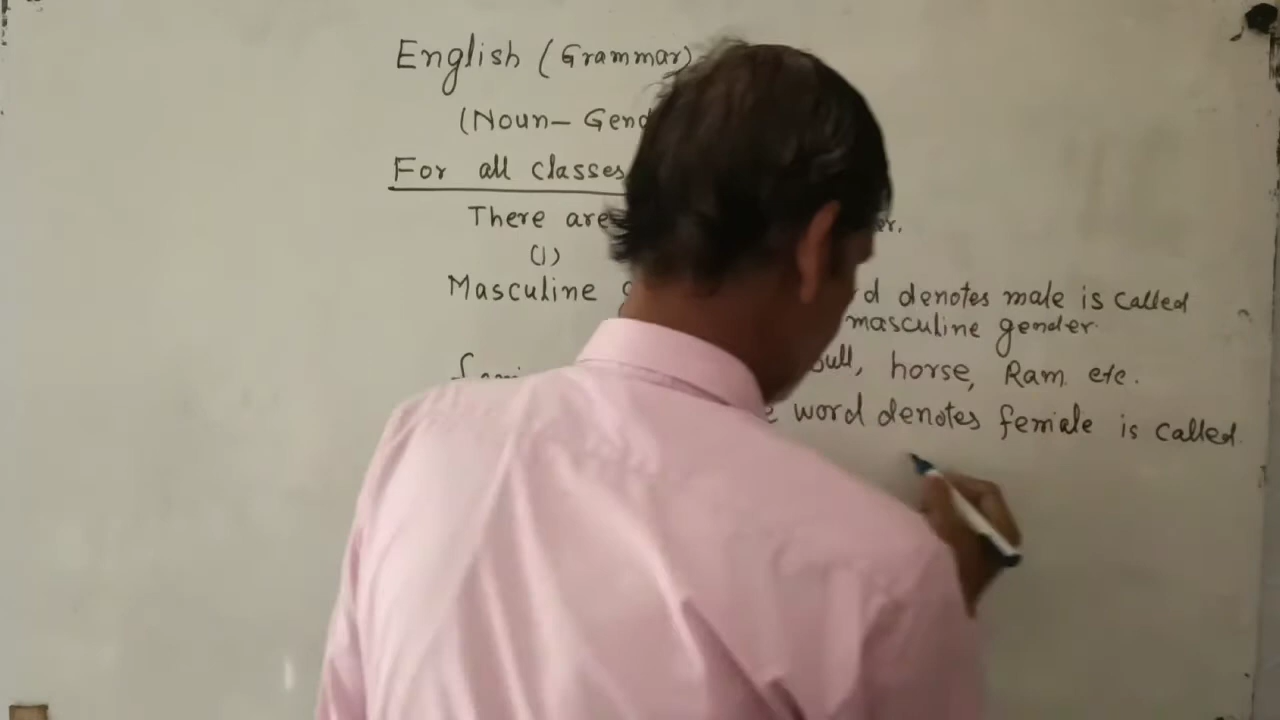 English (Grammar)
(Noun- Gend
For all classes
There are er.
(1)
Masculine d denotes male is called
masculine gender.
bull, horse, Ram etc.
e word denotes female is called